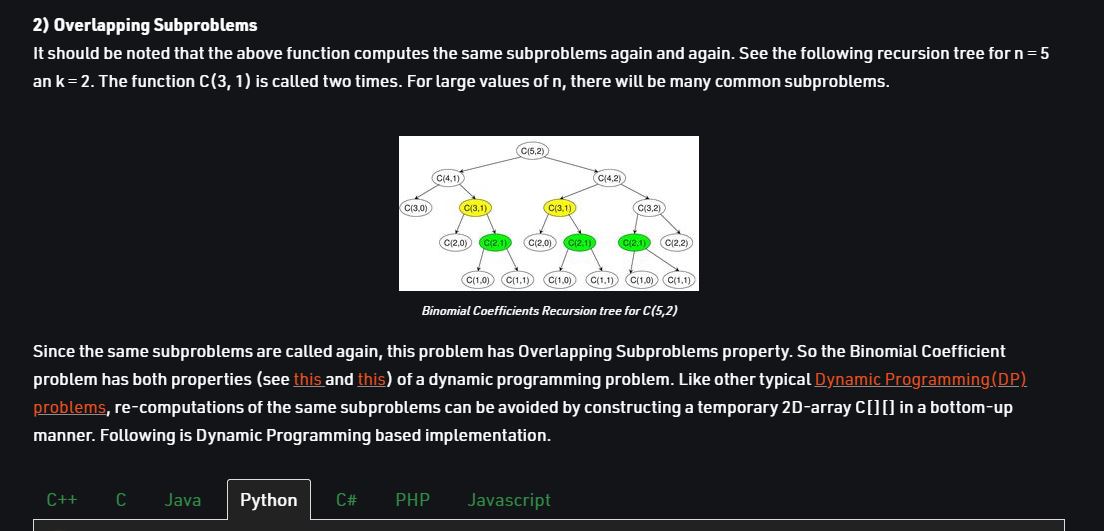 2) Overlapping Subproblems
It should be noted that the above function computes the same subproblems again and again. See the following recursion tree for n = 5
an k = 2. The function C(3, 1) is called two times. For large values of n, there will be many common subproblems.
C(5,2)
C(4,1) C(4,2)
C(3,0) C(3,1) C(3,1) C(3,2)
C(2,0) C(2,1) C(2,0) C(2,1) C(2,1) C(2,2)
C(1,0) C(1,1) C(1,0) C(1,1) C(1,0) C(1,1)
Binomial Coefficients Recursion tree for C(5,2)
Since the same subproblems are called again, this problem has Overlapping Subproblems property. So the Binomial Coefficient
problem has both properties (see this and this) of a dynamic programming problem. Like other typical Dynamic Programming(DP)
problems, re-computations of the same subproblems can be avoided by constructing a temporary 2D-array C[][] in a bottom-up
manner. Following is Dynamic Programming based implementation.
C++ C Java Python C# PHP Javascript